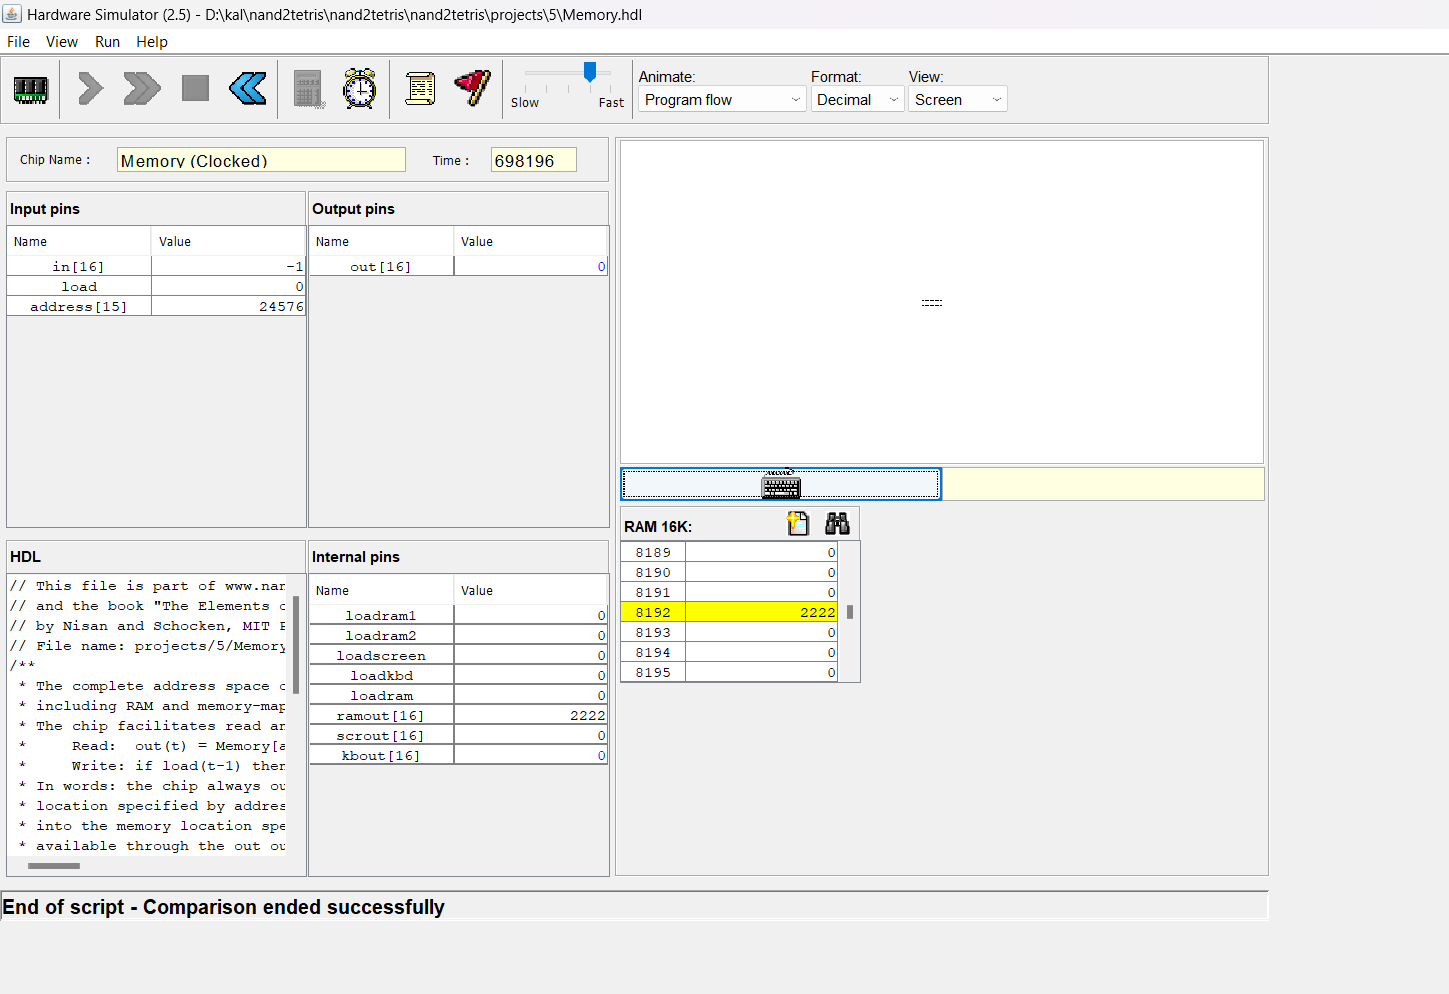 Hardware Simulator (2.5) - D:\kal\nand2tetris\nand2tetris\nand2tetris\projects\5\Memory.hdl
File View Run Help
Slow Fast
Animate: Format: View:
Program flow Decimal Screen
Chip Name : Memory (Clocked) Time : 698196
Input pins
Name Value
in[16] -1
load 0
address[15] 24576
Output pins
Name Value
out[16] 0
HDL
// This file is part of www.nan
// and the book "The Elements o
// by Nisan and Schocken, MIT P
// File name: projects/5/Memory
/**
* The complete address space o
* including RAM and memory-map
* The chip facilitates read an
* Read: out(t) = Memory[a
* Write: if load(t-1) then
* In words: the chip always ou
* location specified by addres
* into the memory location spe
* available through the out ou
Internal pins
Name Value
loadram1 0
loadram2 0
loadscreen 0
loadkbd 0
loadram 0
ramout[16] 2222
scrout[16] 0
kbout[16] 0
RAM 16K:
8189 0
8190 0
8191 0
8192 2222
8193 0
8194 0
8195 0
End of script - Comparison ended successfully